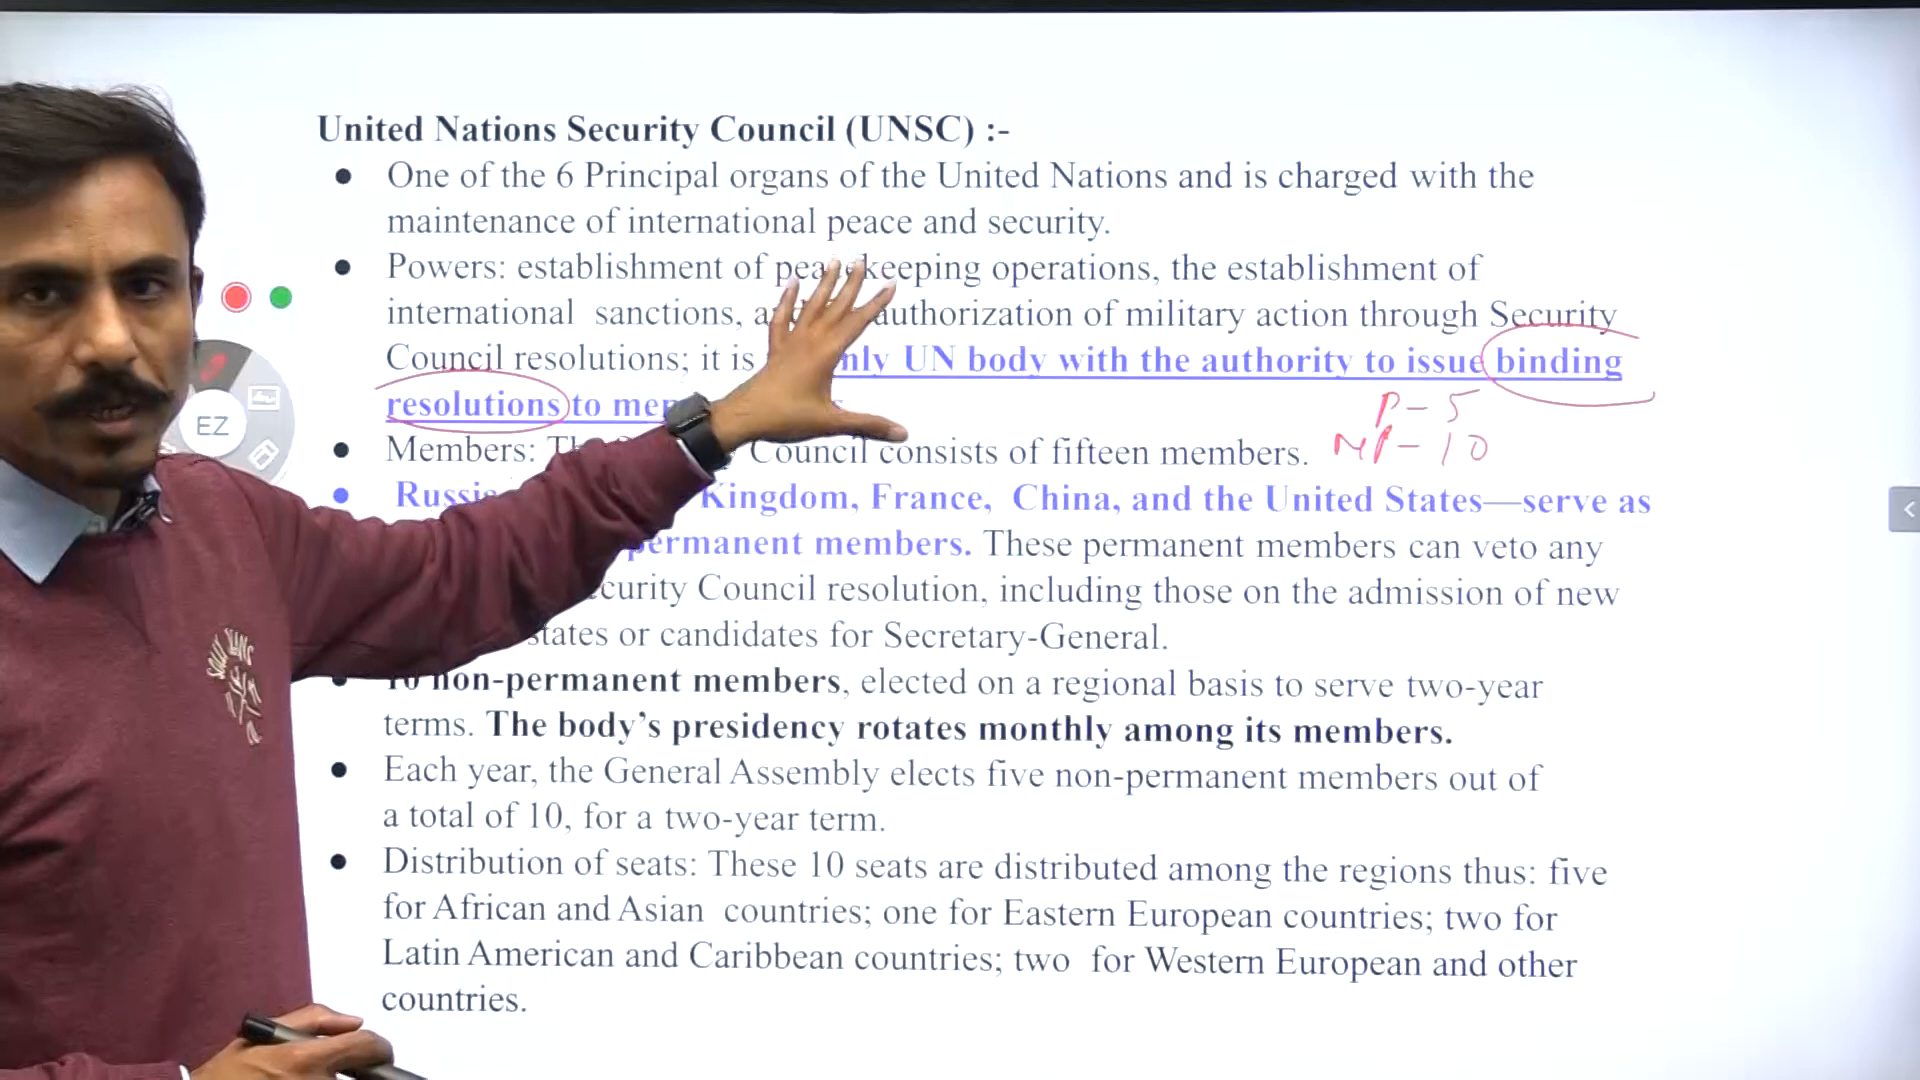 United Nations Security Council (UNSC) :-
● One of the 6 Principal organs of the United Nations and is charged with the
maintenance of international peace and security.
● Powers: establishment of peacekeeping operations, the establishment of
international sanctions, authorization of military action through Security
Council resolutions; it is only UN body with the authority to issue binding
resolutions to
P – 5
● Members: Council consists of fifteen members. NP – 10
● Russia Kingdom, France, China, and the United States—serve as
permanent members. These permanent members can veto any
Security Council resolution, including those on the admission of new
states or candidates for Secretary-General.
● 10 non-permanent members, elected on a regional basis to serve two-year
terms. The body's presidency rotates monthly among its members.
● Each year, the General Assembly elects five non-permanent members out of
a total of 10, for a two-year term.
● Distribution of seats: These 10 seats are distributed among the regions thus: five
for African and Asian countries; one for Eastern European countries; two for
Latin American and Caribbean countries; two for Western European and other
countries.
EZ